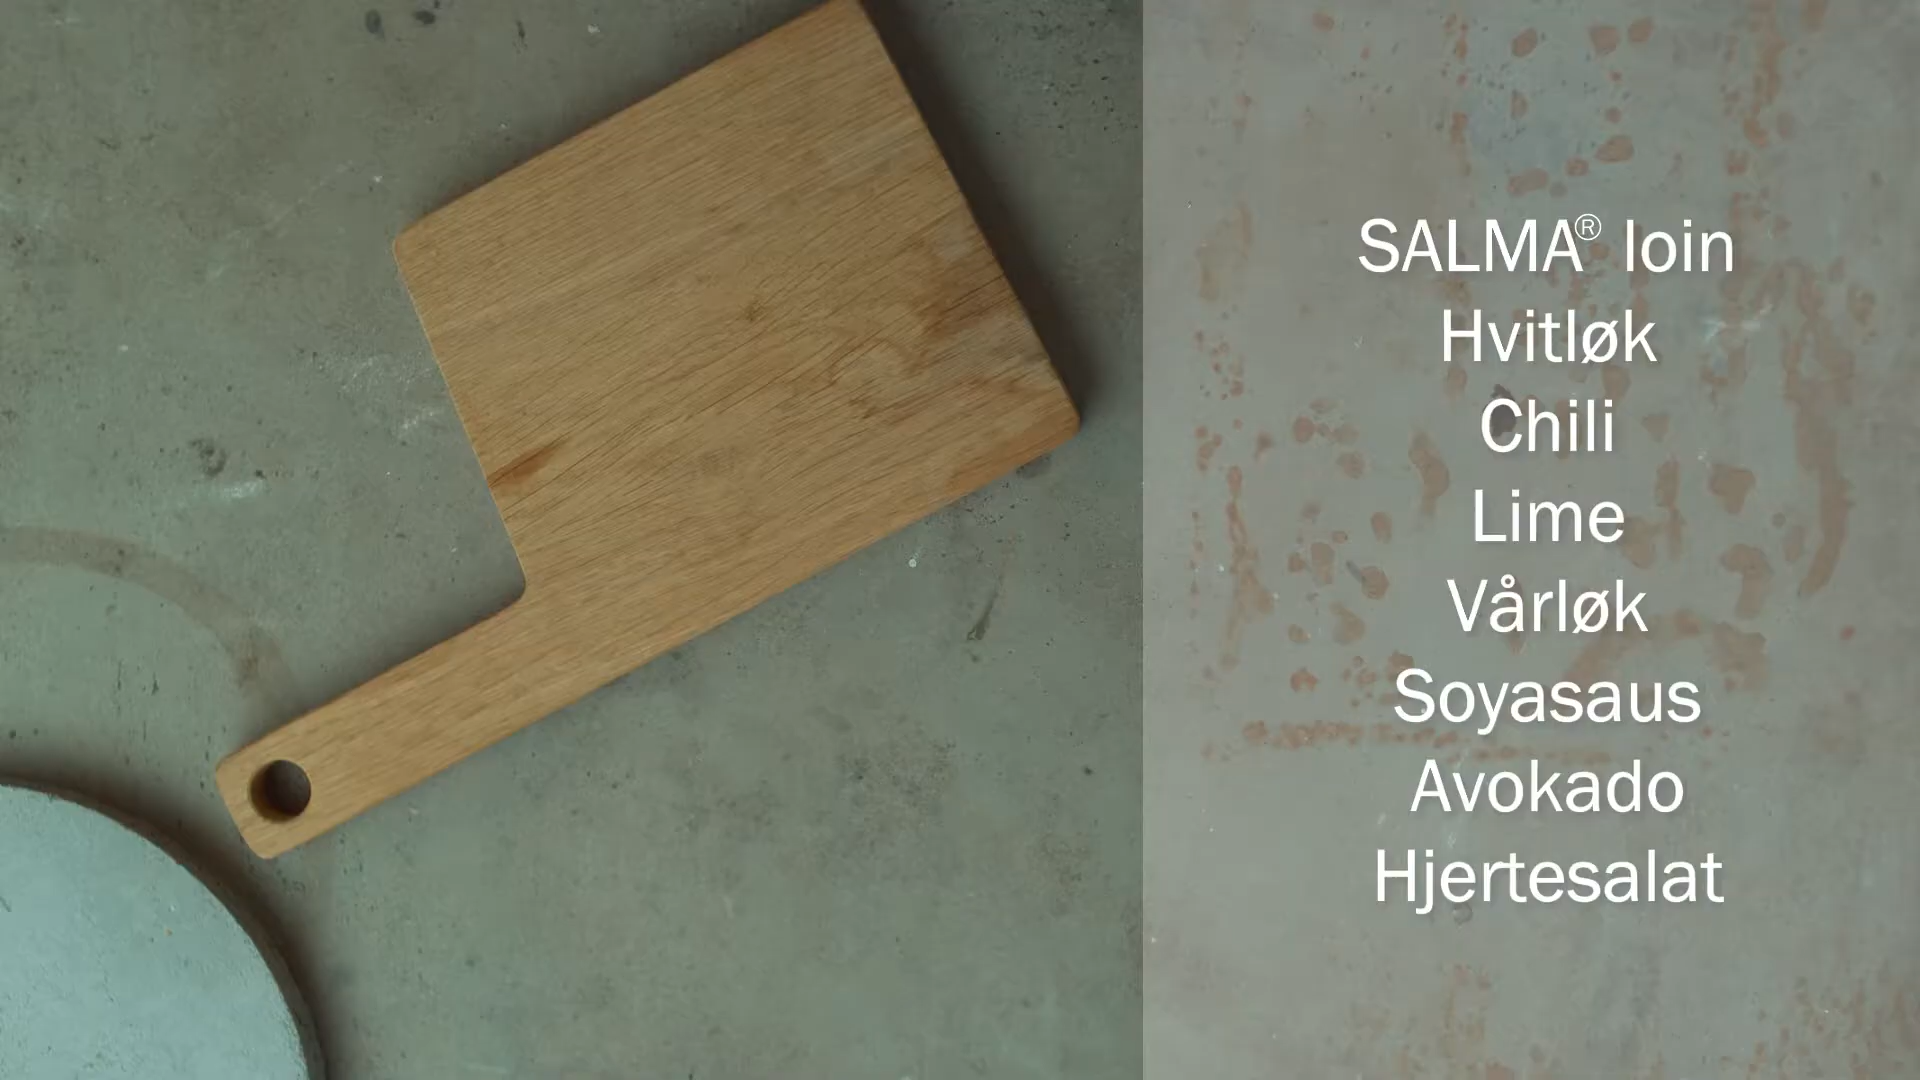 SALMA® loin
Hvitløk
Chili
Lime
Vårløk
Soyasaus
Avokado
Hjertesalat